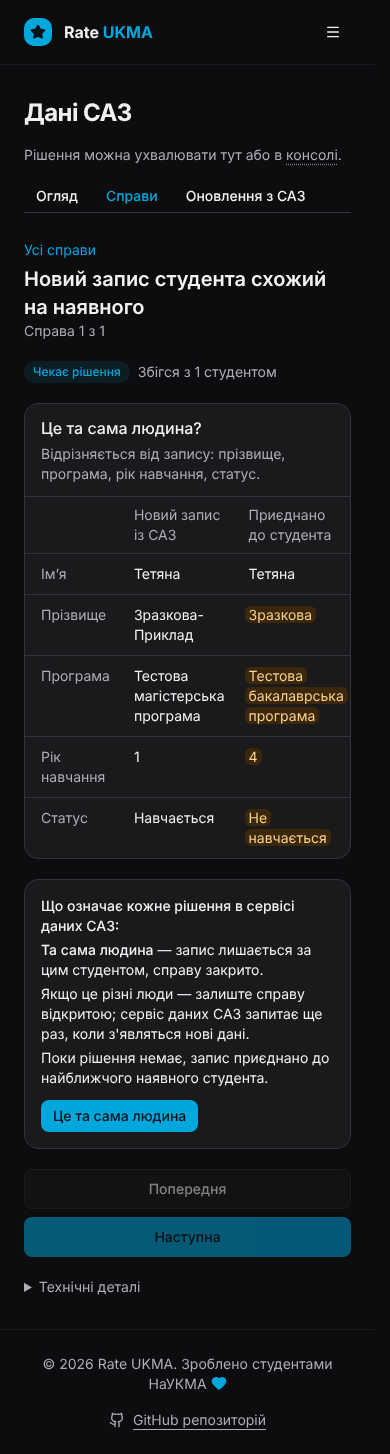 Rate UKMA
Дані САЗ
Рішення можна ухвалювати тут або в консолі.
Огляд Справи Оновлення з САЗ
Усі справи
Новий запис студента схожий
на наявного
Справа 1 з 1
Чекає рішення Збігся з 1 студентом
Це та сама людина?
Відрізняється від запису: прізвище,
програма, рік навчання, статус.
Новий запис Приєднано
із САЗ до студента
Ім’я Тетяна Тетяна
Прізвище Зразкова- Зразкова
Приклад
Програма Тестова Тестова
магістерська бакалаврська
програма програма
Рік 1 4
навчання
Статус Навчається Не
навчається
Що означає кожне рішення в сервісі
даних САЗ:
Та сама людина — запис лишається за
цим студентом, справу закрито.
Якщо це різні люди — залиште справу
відкритою; сервіс даних САЗ запитає ще
раз, коли з'являться нові дані.
Поки рішення немає, запис приєднано до
найближчого наявного студента.
Це та сама людина
Попередня
Наступна
Технічні деталі
© 2026 Rate UKMA. Зроблено студентами
НаУКМА
GitHub репозиторій